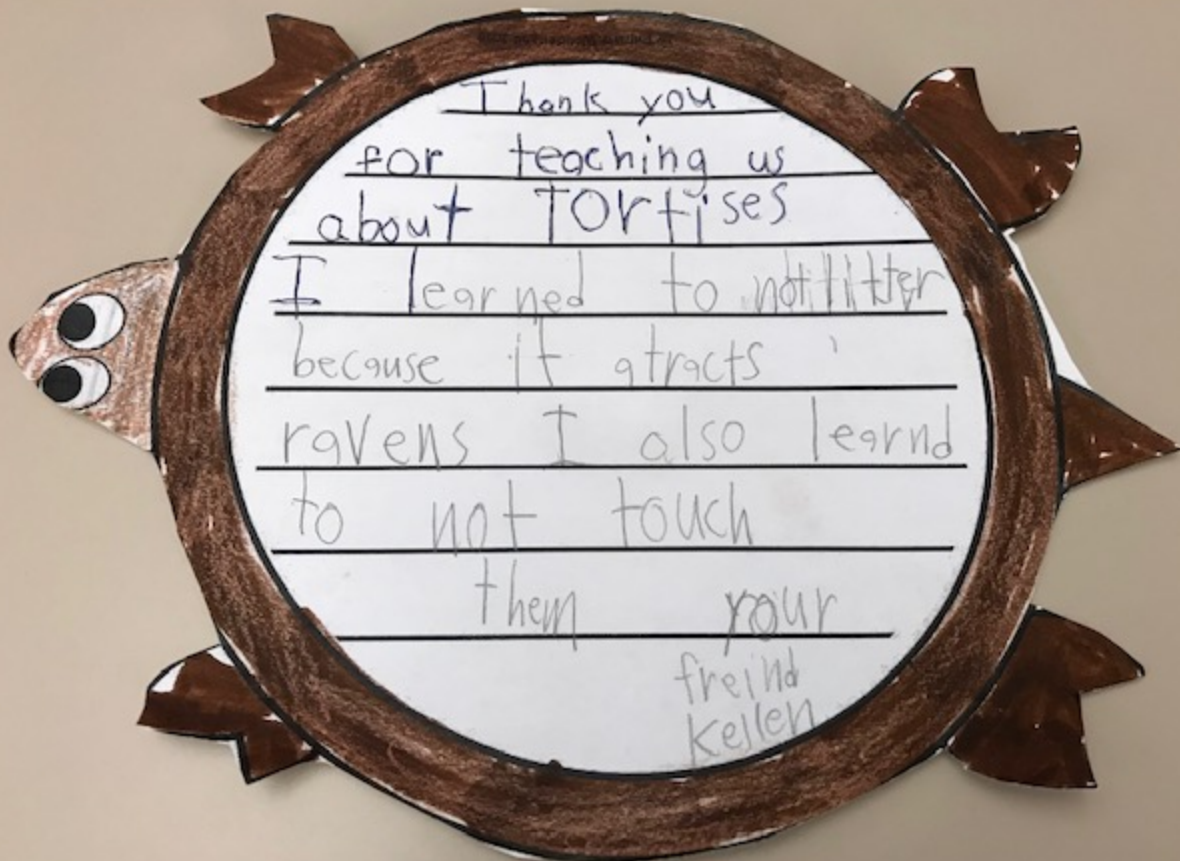 Thank you
for teaching us
about Tortises
I learned to not litter
because it atracts
ravens I also learnd
to not touch
them your
freind
Kellen